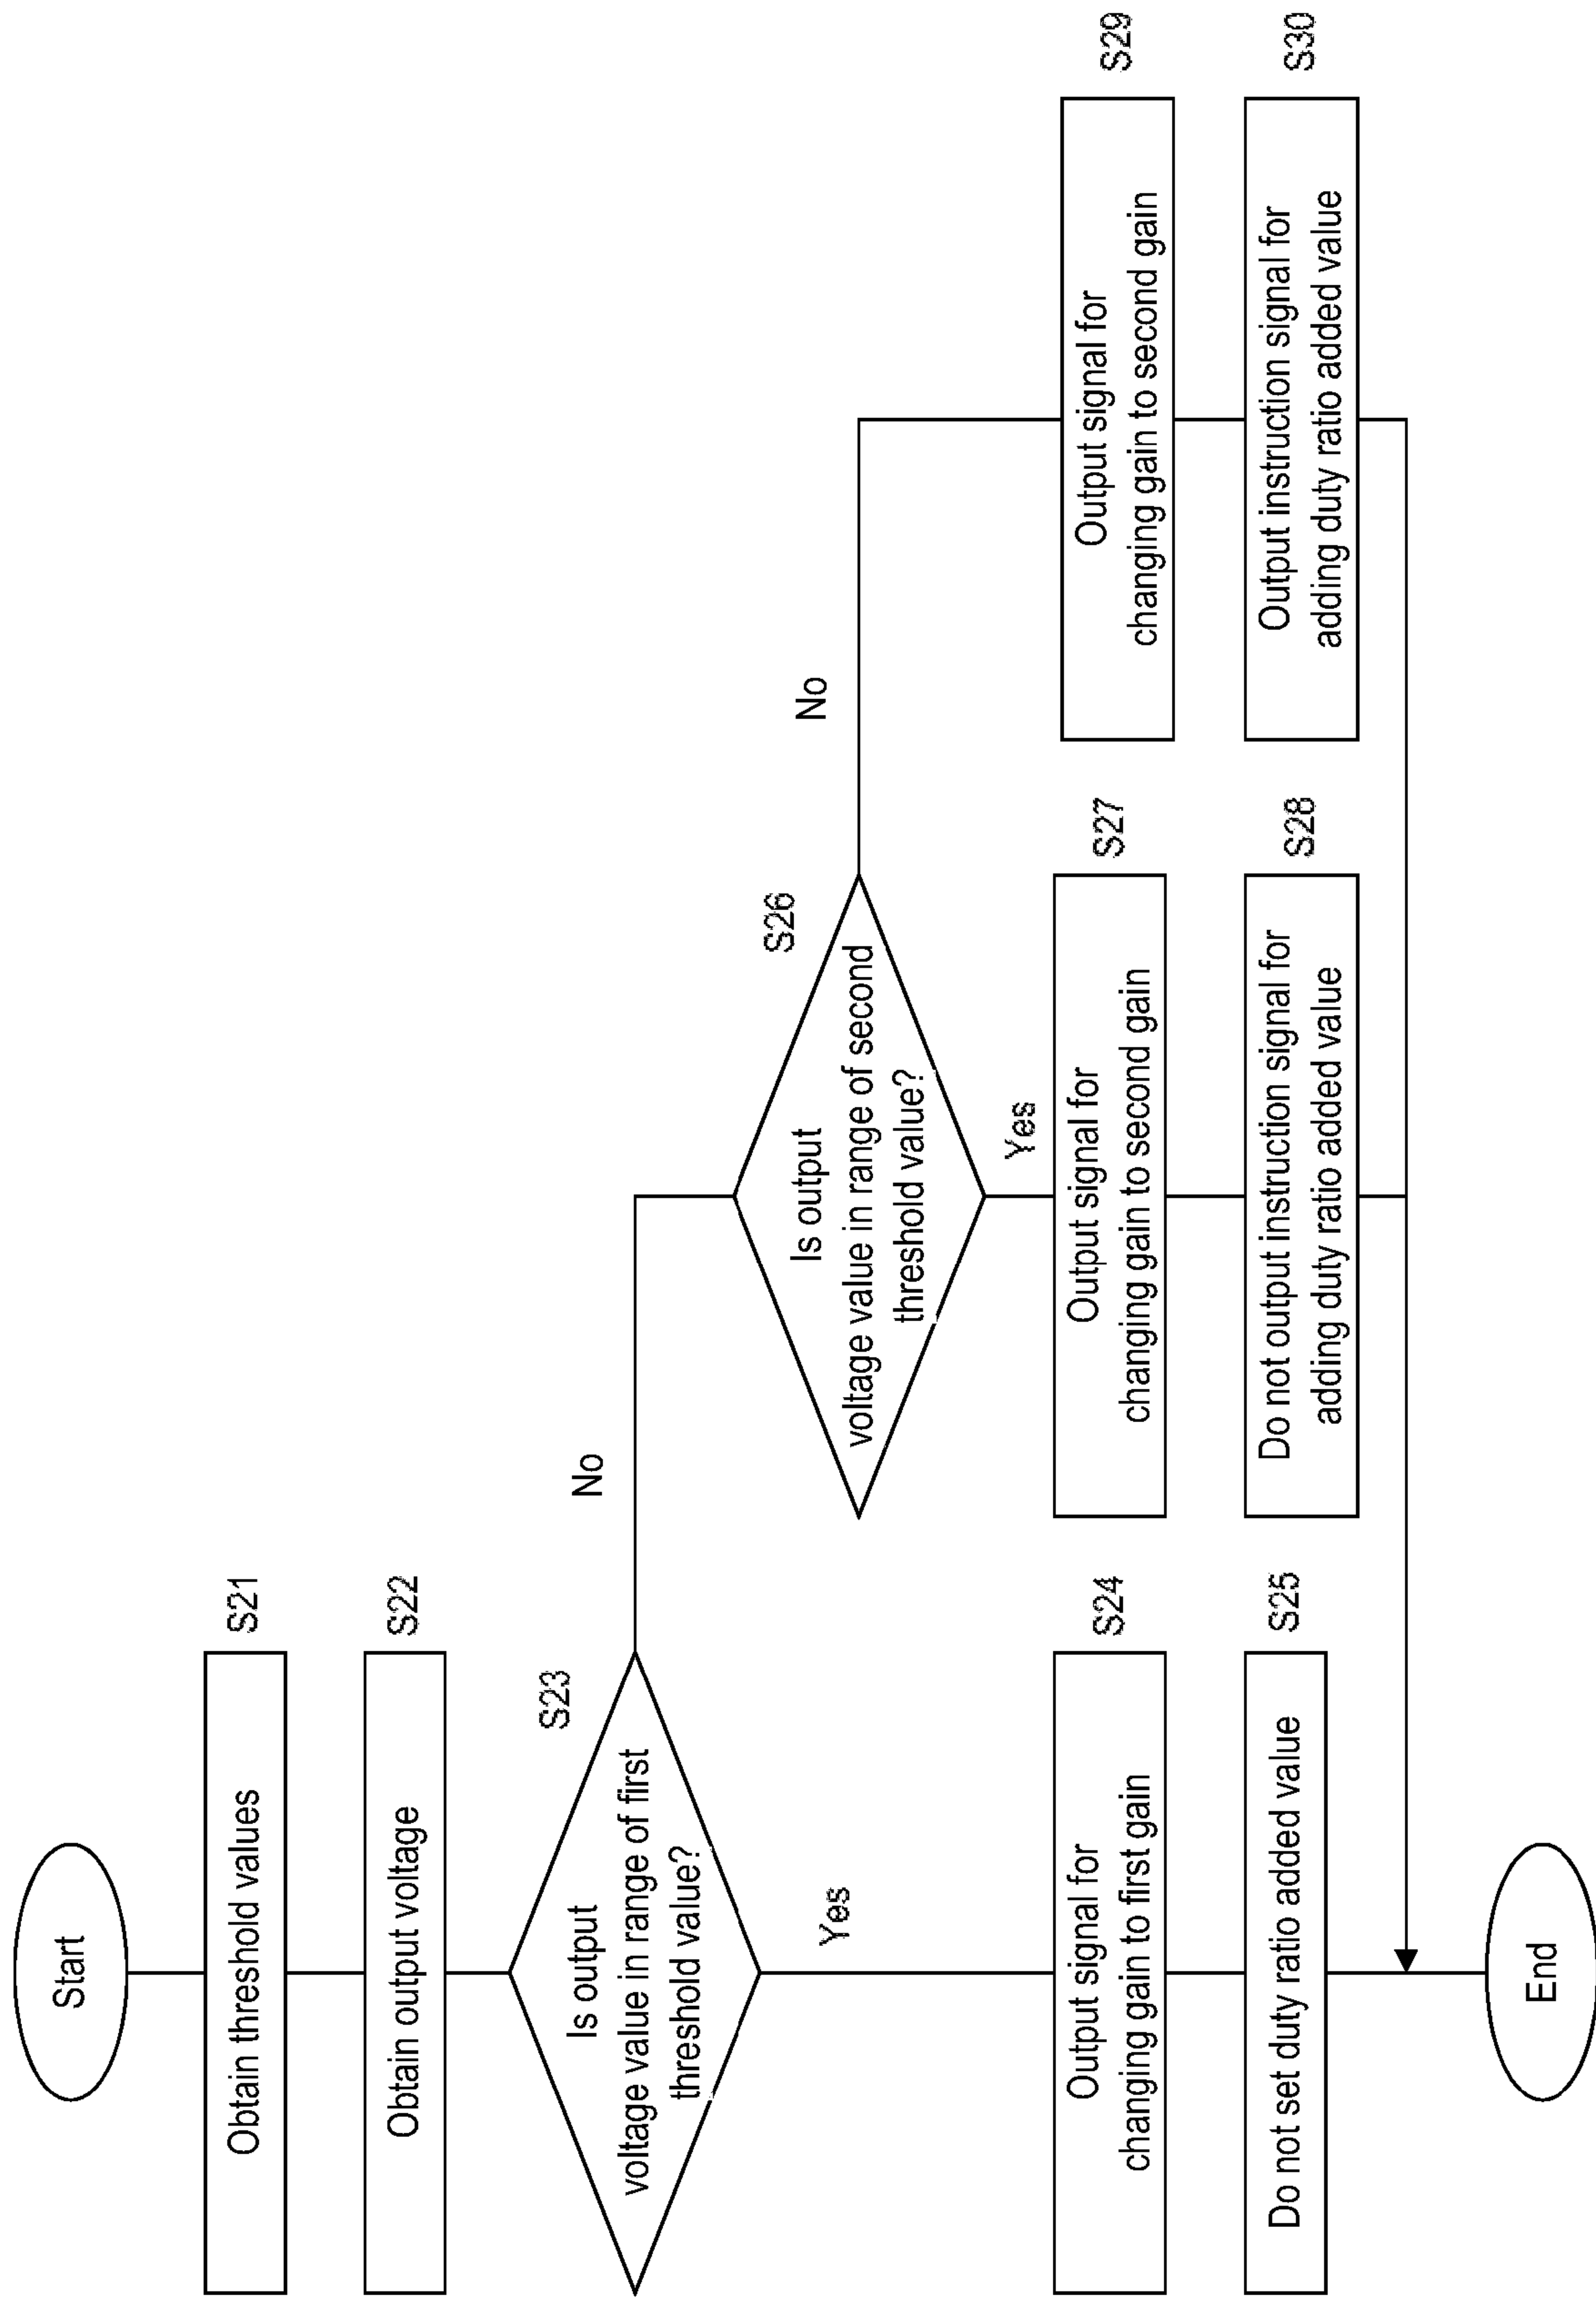 Start
Obtain threshold values
S21
Obtain output voltage
S22
Is output
voltage value in range of first
threshold value?
S23
No
Yes
Output signal for
changing gain to first gain
S24
Do not set duty ratio added value
S25
Is output
voltage value in range of second
threshold value?
S26
No
Yes
Output signal for
changing gain to second gain
S27
Do not output instruction signal for
adding duty ratio added value
S28
Output signal for
changing gain to second gain
S29
Output instruction signal for
adding duty ratio added value
S30
End